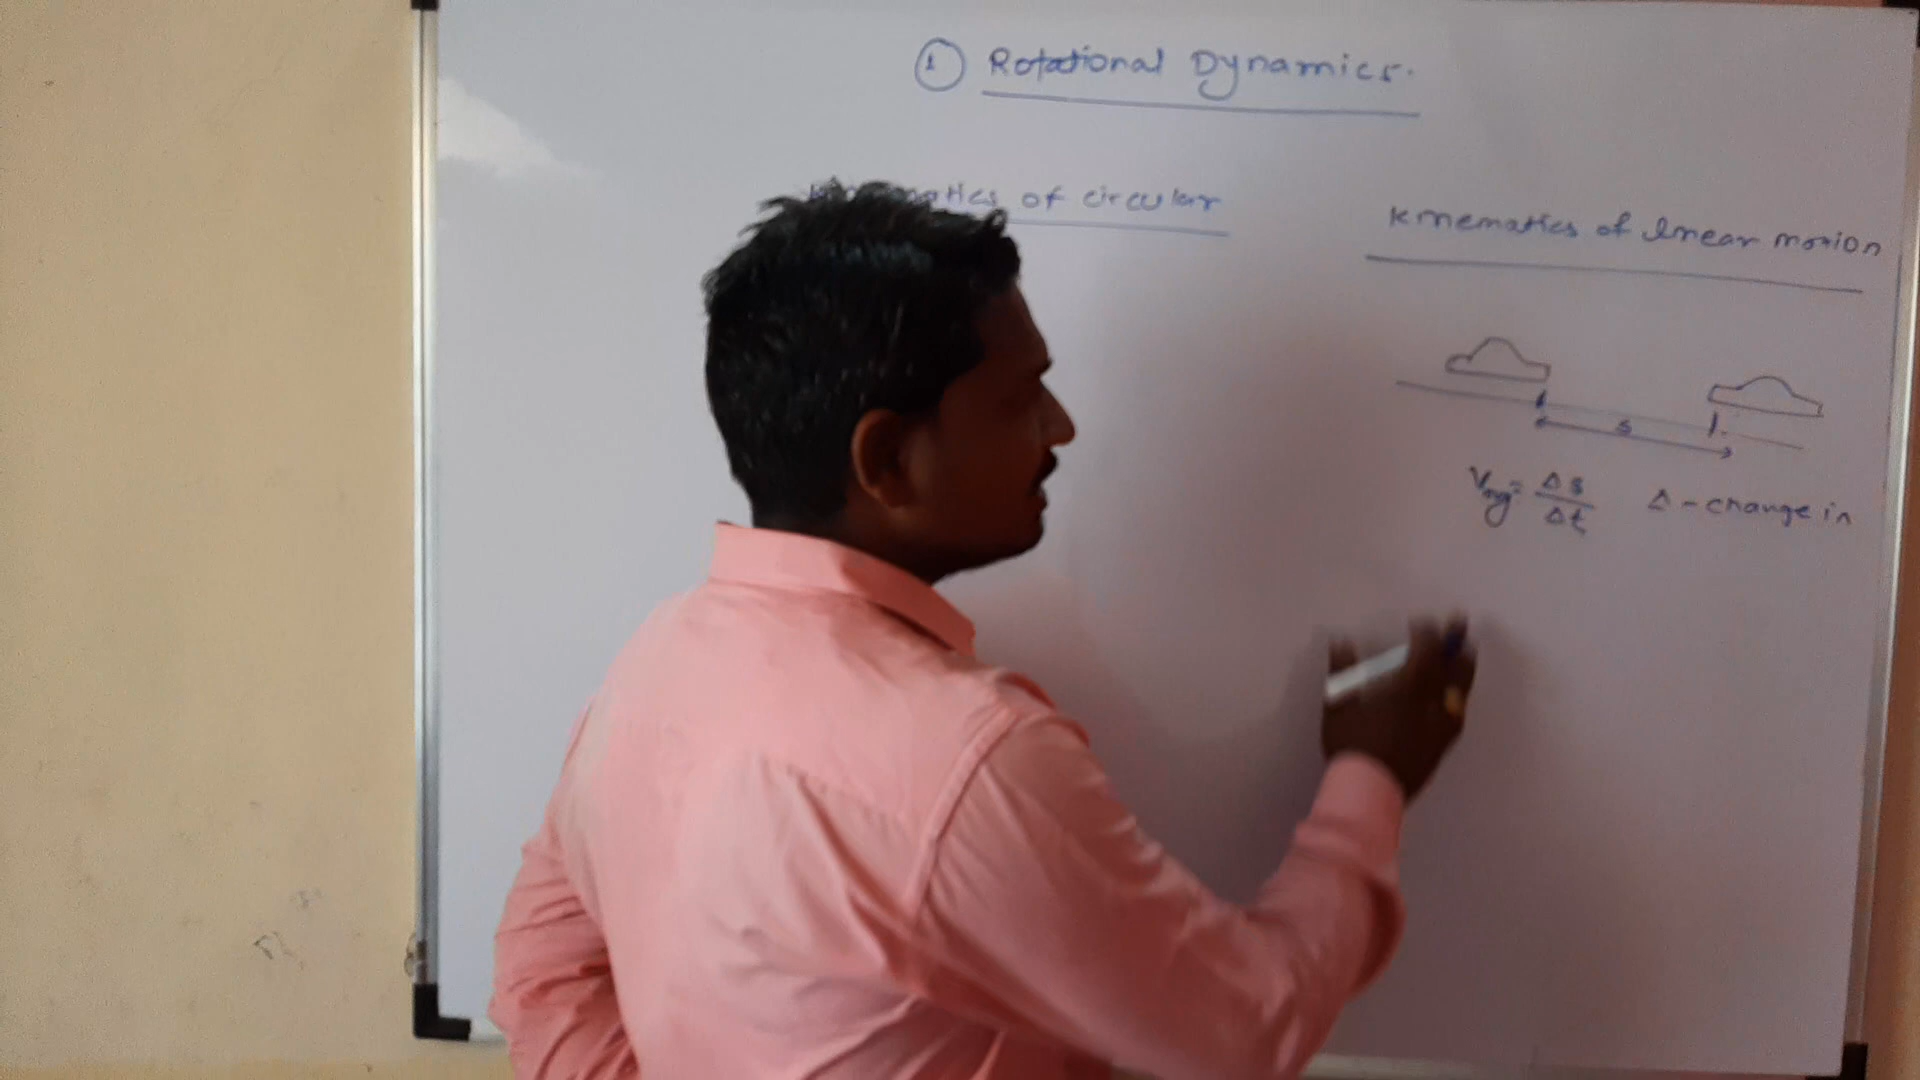 1 Rotational Dynamics.
of circular
Kinematics of linear motion
s
Vavg = Δs / Δt Δ - change in